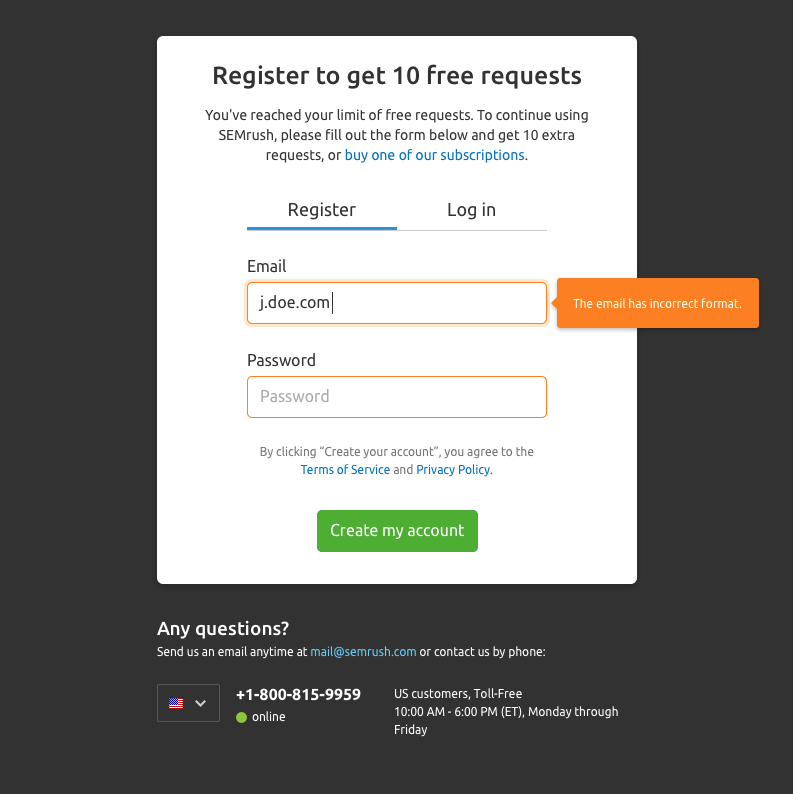 Register to get 10 free requests
You've reached your limit of free requests. To continue using
SEMrush, please fill out the form below and get 10 extra
requests, or buy one of our subscriptions.
Register
Log in
Email
j.doe.com
The email has incorrect format.
Password
Password
By clicking “Create your account”, you agree to the
Terms of Service and Privacy Policy.
Create my account
Any questions?
Send us an email anytime at mail@semrush.com or contact us by phone:
+1-800-815-9959
online
US customers, Toll-Free
10:00 AM - 6:00 PM (ET), Monday through
Friday